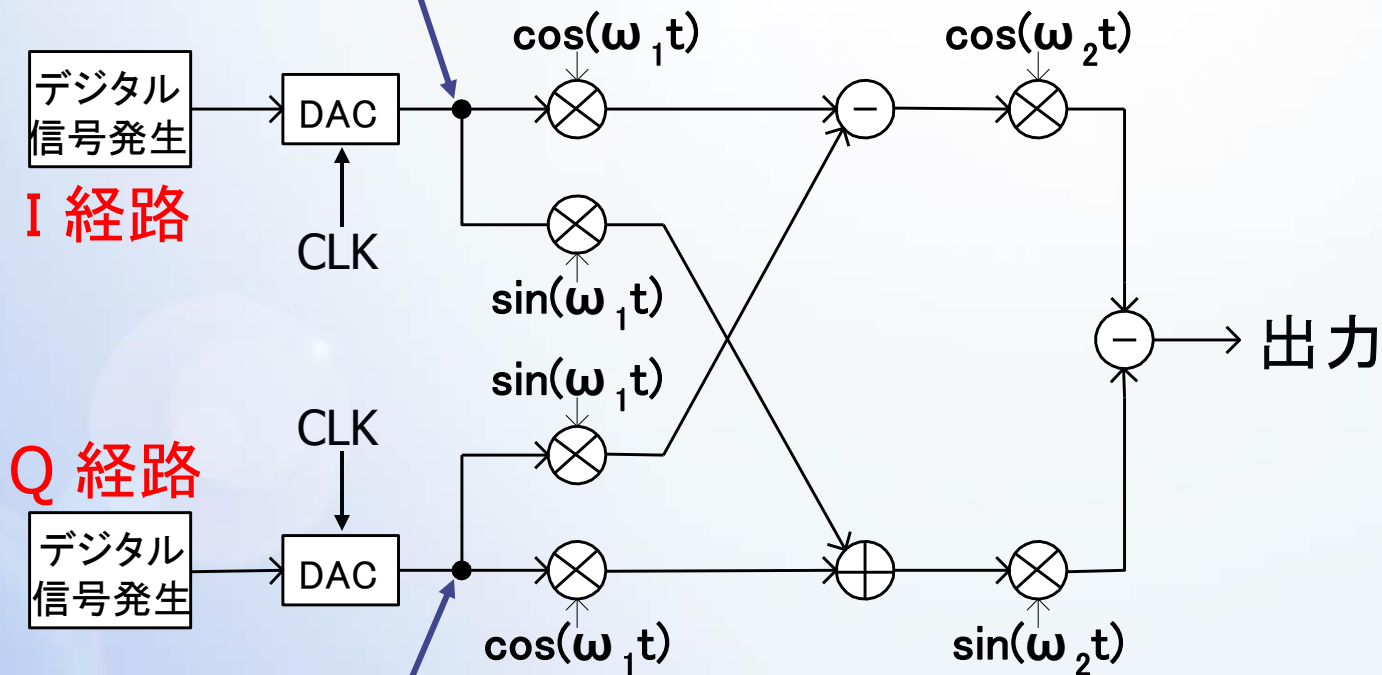 cos(ω₁t)
cos(ω₂t)
デジタル
信号発生
DAC
−
I 経路
CLK
sin(ω₁t)
− 出力
sin(ω₁t)
CLK
Q 経路
デジタル
信号発生
DAC
cos(ω₁t)
sin(ω₂t)